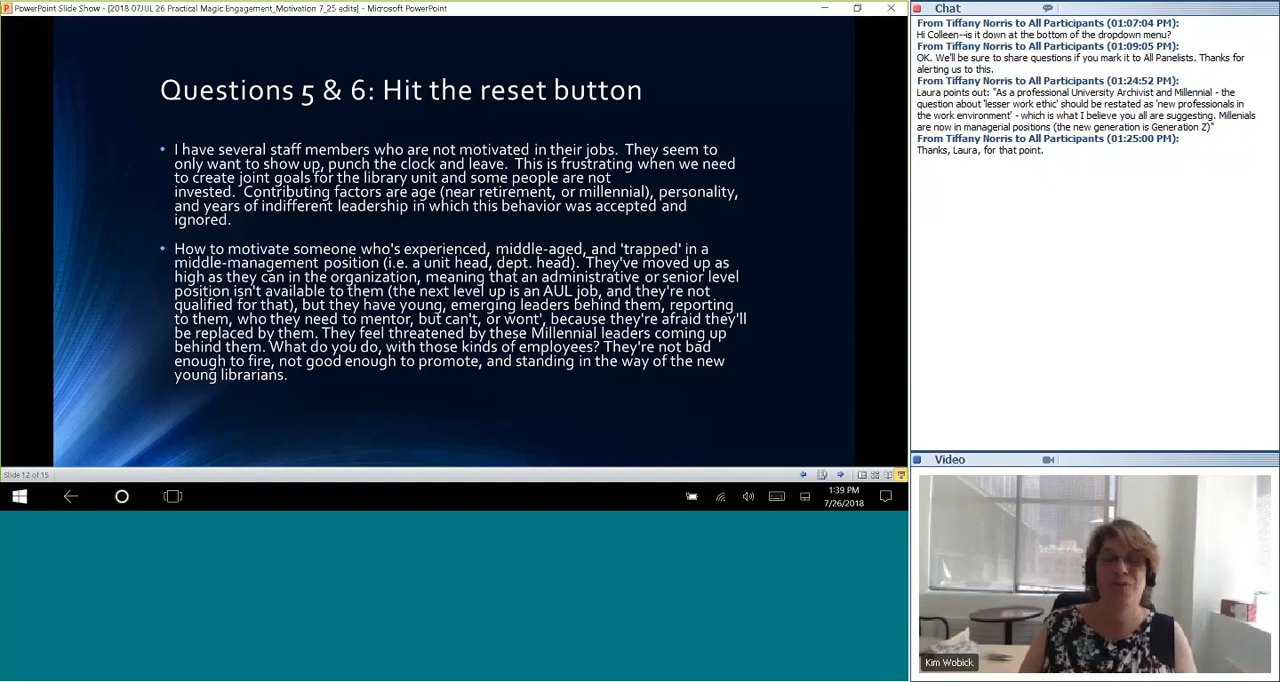 PowerPoint Slide Show - [2018 07JUL 26 Practical Magic Engagement_Motivation 7_25 edits] - Microsoft PowerPoint
Questions 5 & 6: Hit the reset button
• I have several staff members who are not motivated in their jobs. They seem to
only want to show up, punch the clock and leave. This is frustrating when we need
to create joint goals for the library unit and some people are not
invested. Contributing factors are age (near retirement, or millennial), personality,
and years of indifferent leadership in which this behavior was accepted and
ignored.
• How to motivate someone who's experienced, middle-aged, and 'trapped' in a
middle-management position (i.e. a unit head, dept. head). They've moved up as
high as they can in the organization, meaning that an administrative or senior level
position isn't available to them (the next level up is an AUL job, and they're not
qualified for that), but they have young, emerging leaders behind them, reporting
to them, who they need to mentor, but can't, or wont', because they're afraid they'll
be replaced by them. They feel threatened by these Millennial leaders coming up
behind them. What do you do, with those kinds of employees? They're not bad
enough to fire, not good enough to promote, and standing in the way of the new
young librarians.
Slide 12 of 15
1:39 PM
7/26/2018
Chat
From Tiffany Norris to All Participants (01:07:04 PM):
Hi Colleen--is it down at the bottom of the dropdown menu?
From Tiffany Norris to All Participants (01:09:05 PM):
OK. We'll be sure to share questions if you mark it to All Panelists. Thanks for
alerting us to this.
From Tiffany Norris to All Participants (01:24:52 PM):
Laura points out: "As a professional University Archivist and Millennial - the
question about 'lesser work ethic' should be restated as 'new professionals in
the work environment' - which is what I believe you all are suggesting. Millenials
are now in managerial positions (the new generation is Generation Z)"
From Tiffany Norris to All Participants (01:25:00 PM):
Thanks, Laura, for that point.
Video
Kim Wobick